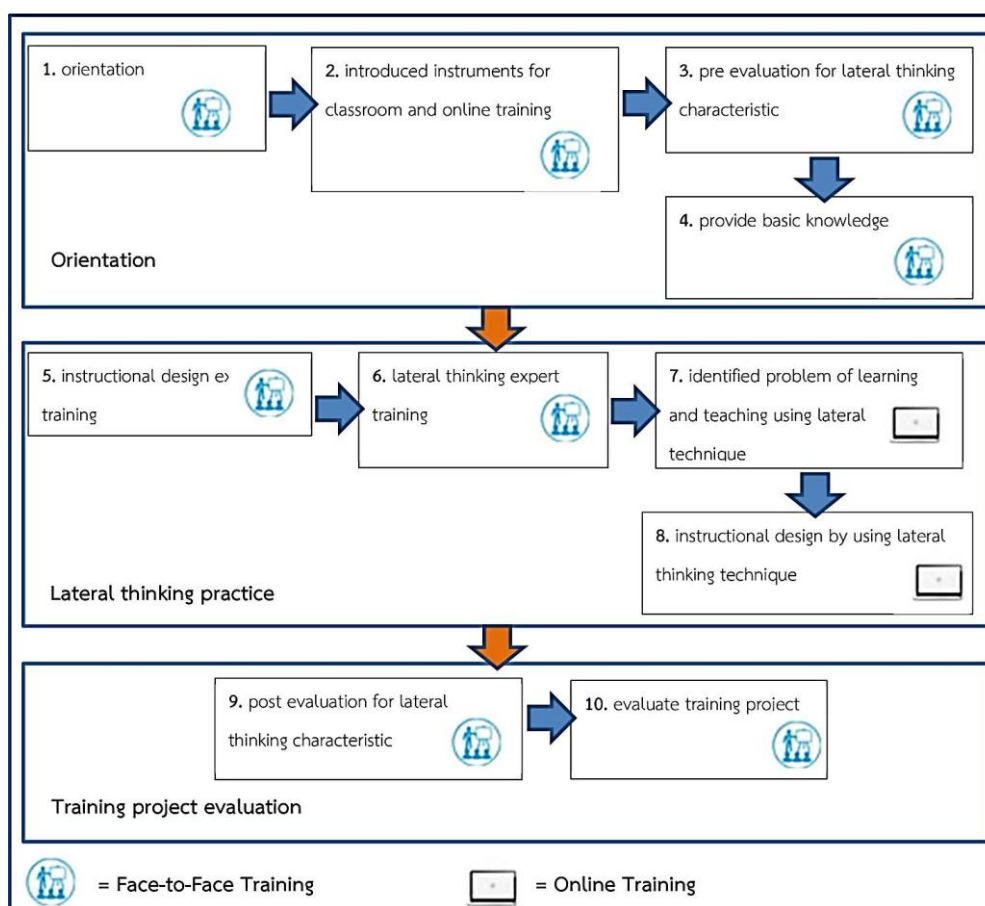 1. orientation
2. introduced instruments for
classroom and online training
3. pre evaluation for lateral thinking
characteristic
4. provide basic knowledge
Orientation
5. instructional design ex
training
6. lateral thinking expert
training
7. identified problem of learning
and teaching using lateral
technique
8. instructional design by using lateral
thinking technique
Lateral thinking practice
9. post evaluation for lateral
thinking characteristic
10. evaluate training project
Training project evaluation
= Face-to-Face Training
= Online Training